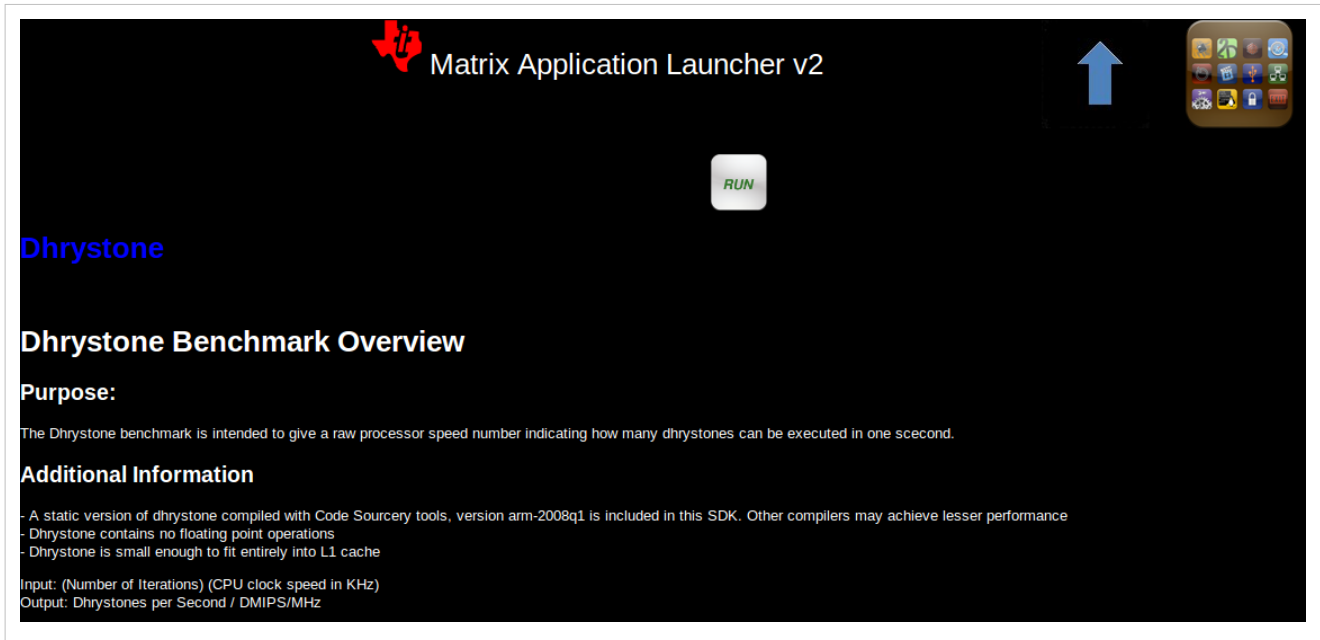 Matrix Application Launcher v2
RUN
Dhrystone
Dhrystone Benchmark Overview
Purpose:
The Dhrystone benchmark is intended to give a raw processor speed number indicating how many dhrystones can be executed in one scecond.
Additional Information
- A static version of dhrystone compiled with Code Sourcery tools, version arm-2008q1 is included in this SDK. Other compilers may achieve lesser performance
- Dhrystone contains no floating point operations
- Dhrystone is small enough to fit entirely into L1 cache
Input: (Number of Iterations) (CPU clock speed in KHz)
Output: Dhrystones per Second / DMIPS/MHz